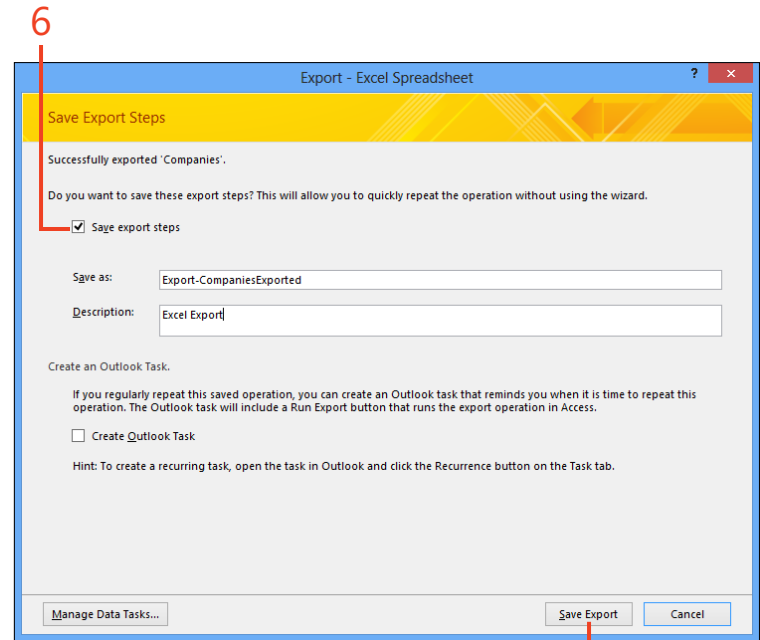 6
Export - Excel Spreadsheet
?
Save Export Steps
Successfully exported 'Companies'.
Do you want to save these export steps? This will allow you to quickly repeat the operation without using the wizard.
Save export steps
Save as:
Export-CompaniesExported
Description:
Excel Export
Create an Outlook Task.
If you regularly repeat this saved operation, you can create an Outlook task that reminds you when it is time to repeat this
operation. The Outlook task will include a Run Export button that runs the export operation in Access.
Create Outlook Task
Hint: To create a recurring task, open the task in Outlook and click the Recurrence button on the Task tab.
Manage Data Tasks...
Save Export
Cancel